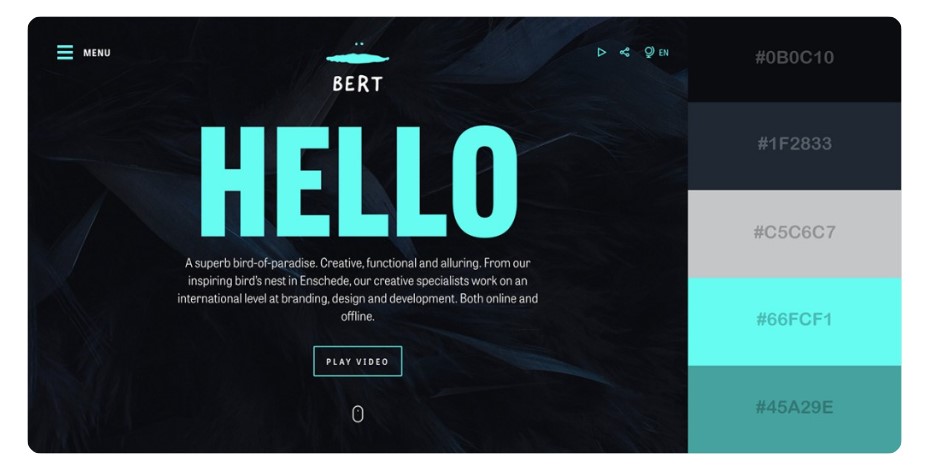 MENU
BERT
EN
HELLO
A superb bird-of-paradise. Creative, functional and alluring. From our
inspiring bird's nest in Enschede, our creative specialists work on an
international level at branding, design and development. Both online and
offline.
PLAY VIDEO
#0B0C10
#1F2833
#C5C6C7
#66FCF1
#45A29E